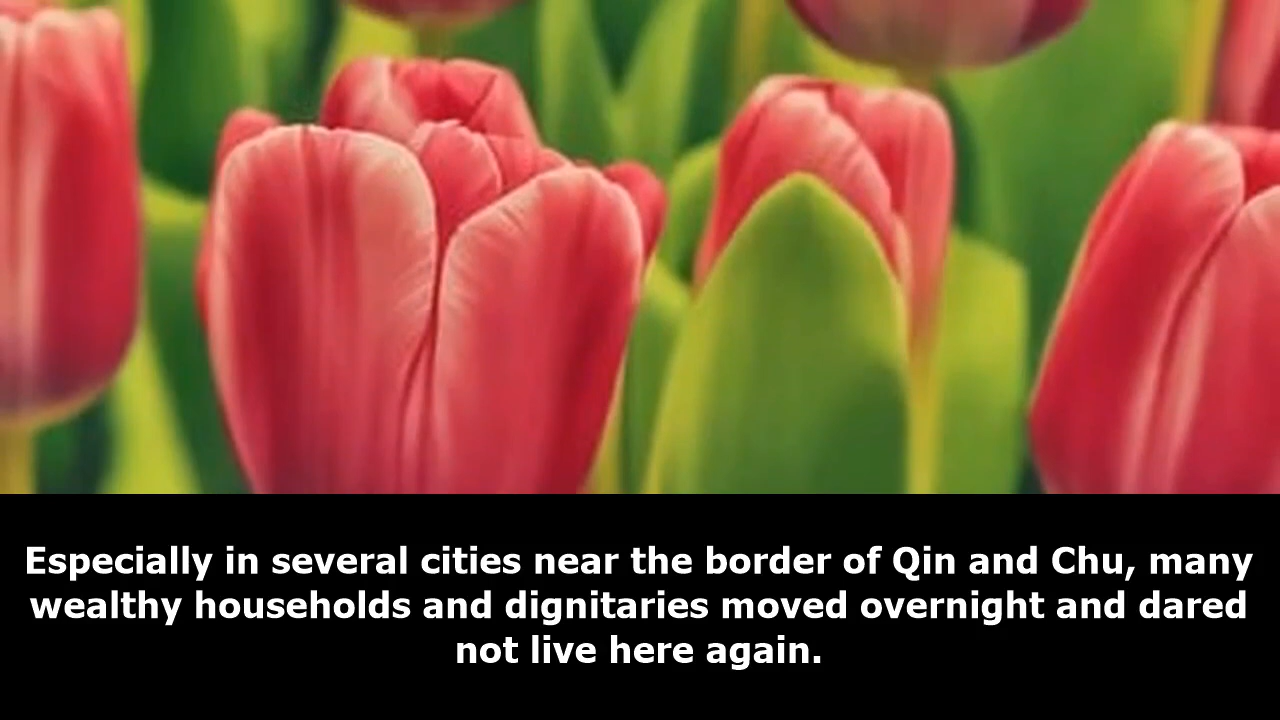 Especially in several cities near the border of Qin and Chu, many
wealthy households and dignitaries moved overnight and dared
not live here again.